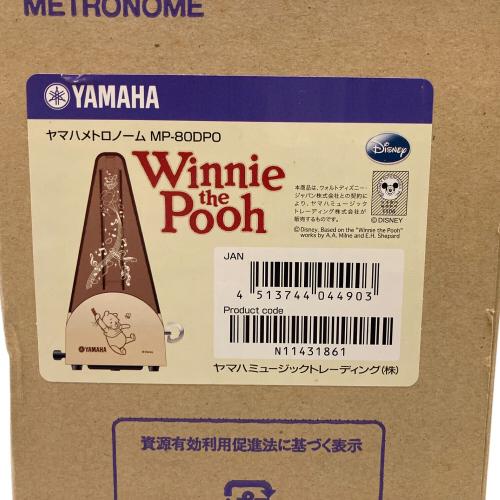 METRONOME
YAMAHA
ヤマハメトロノーム MP-80DPO
Winnie
the
Pooh
Disney
本商品は、ウォルトディズニー・
ジャパン株式会社との契約に
より、ヤマハミュージック
トレーディング株式会社が
販売するものです。
©DISNEY
©Disney. Based on the "Winnie the Pooh"
works by A.A. Milne and E.H. Shepard
JAN
4 513744 044903
Product code
N11431861
YAMAHA
ヤマハミュージックトレーディング(株)
資源有効利用促進法に基づく表示